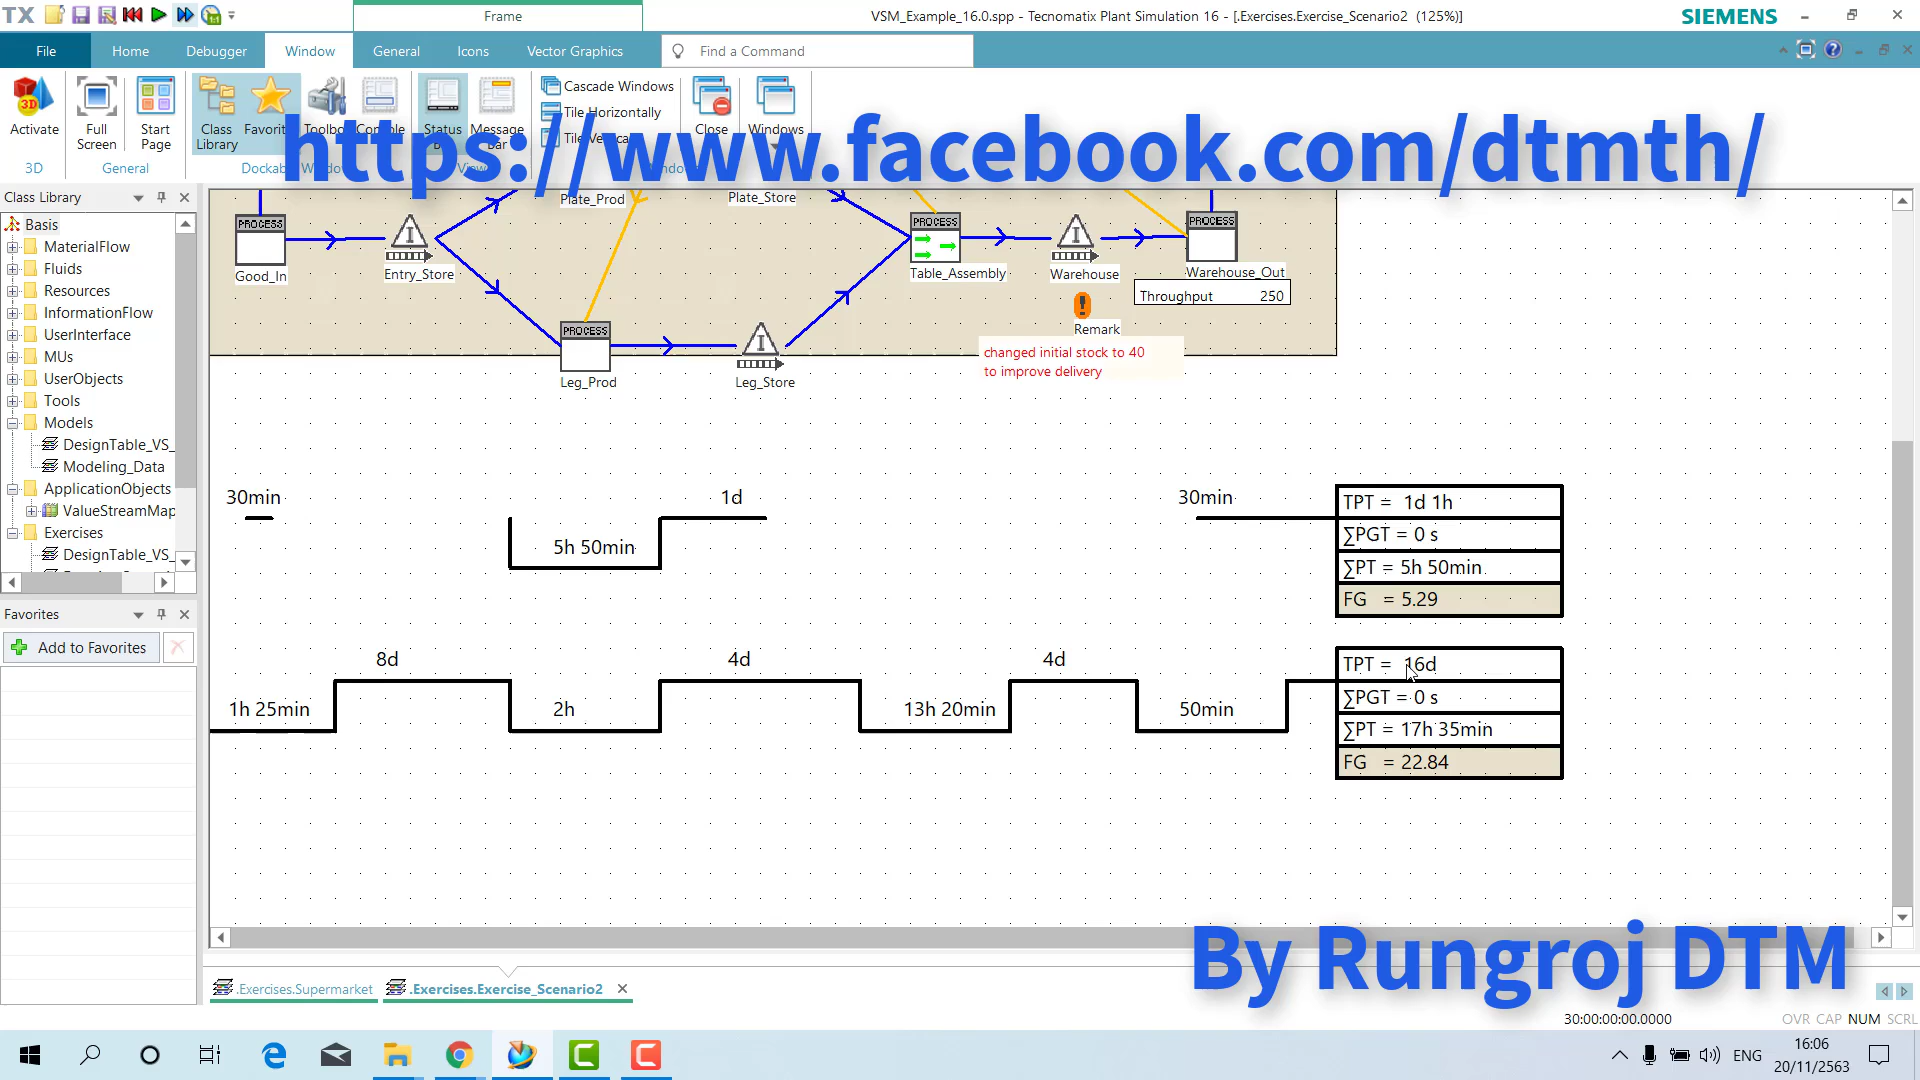 TX
Frame
VSM_Example_16.0.spp - Tecnomatix Plant Simulation 16 - [.Exercises.Exercise_Scenario2 (125%)]
SIEMENS
File
Home
Debugger
Window
General
Icons
Vector Graphics
Find a Command
Activate
Full Screen
Start Page
Class Library
Cascade Windows
Tile Horizontally
Close
Windows
Status
Message Bar
3D
General
https://www.facebook.com/dtmth/
Class Library
Basis
MaterialFlow
Fluids
Resources
InformationFlow
UserInterface
MUs
UserObjects
Tools
Models
DesignTable_VS_
Modeling_Data
ApplicationObjects
ValueStreamMap
Exercises
DesignTable_VS_
Favorites
Add to Favorites
Plate_Prod
Plate_Store
PROCESS
Good_In
Entry_Store
PROCESS
Table_Assembly
Warehouse
PROCESS
Warehouse_Out
Throughput 250
Remark
changed initial stock to 40
to improve delivery
PROCESS
Leg_Prod
Leg_Store
30min
1d
5h 50min
30min
TPT = 1d 1h
∑PGT = 0 s
∑PT = 5h 50min
FG = 5.29
8d
4d
4d
1h 25min
2h
13h 20min
50min
TPT = 16d
∑PGT = 0 s
∑PT = 17h 35min
FG = 22.84
By Rungroj DTM
.Exercises.Supermarket
.Exercises.Exercise_Scenario2
30:00:00:00.0000
OVR CAP NUM SCRL
ENG
16:06
20/11/2563